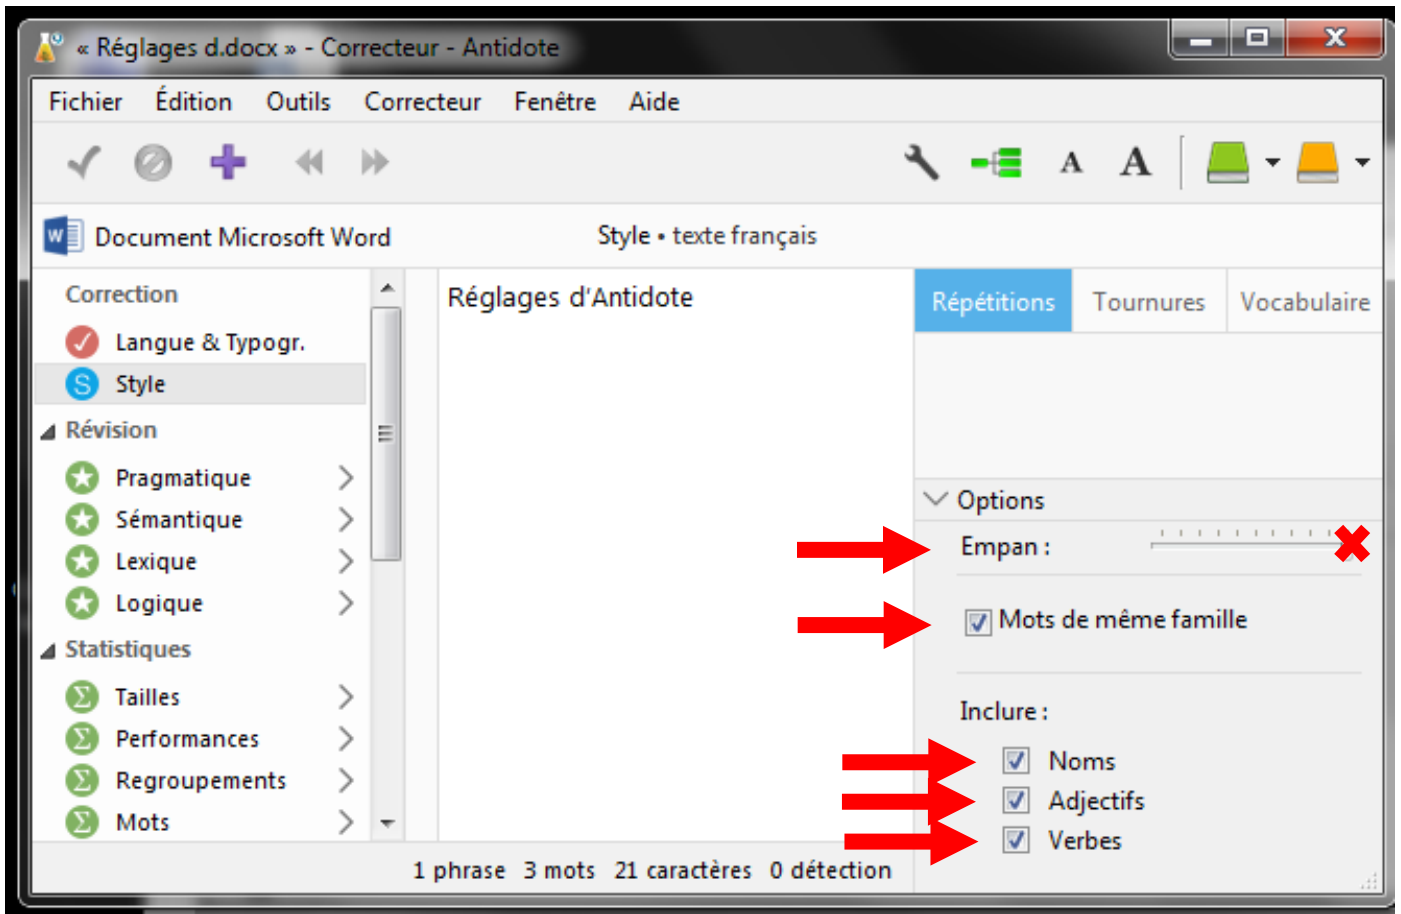 « Réglages d.docx » - Correcteur - Antidote
Fichier Édition Outils Correcteur Fenêtre Aide
A A
Document Microsoft Word
Style • texte français
Correction
Langue & Typogr.
Style
Révision
Pragmatique
Sémantique
Lexique
Logique
Statistiques
Tailles
Performances
Regroupements
Mots
Réglages d'Antidote
Répétitions Tournures Vocabulaire
Options
Empan :
Mots de même famille
Inclure :
Noms
Adjectifs
Verbes
1 phrase 3 mots 21 caractères 0 détection